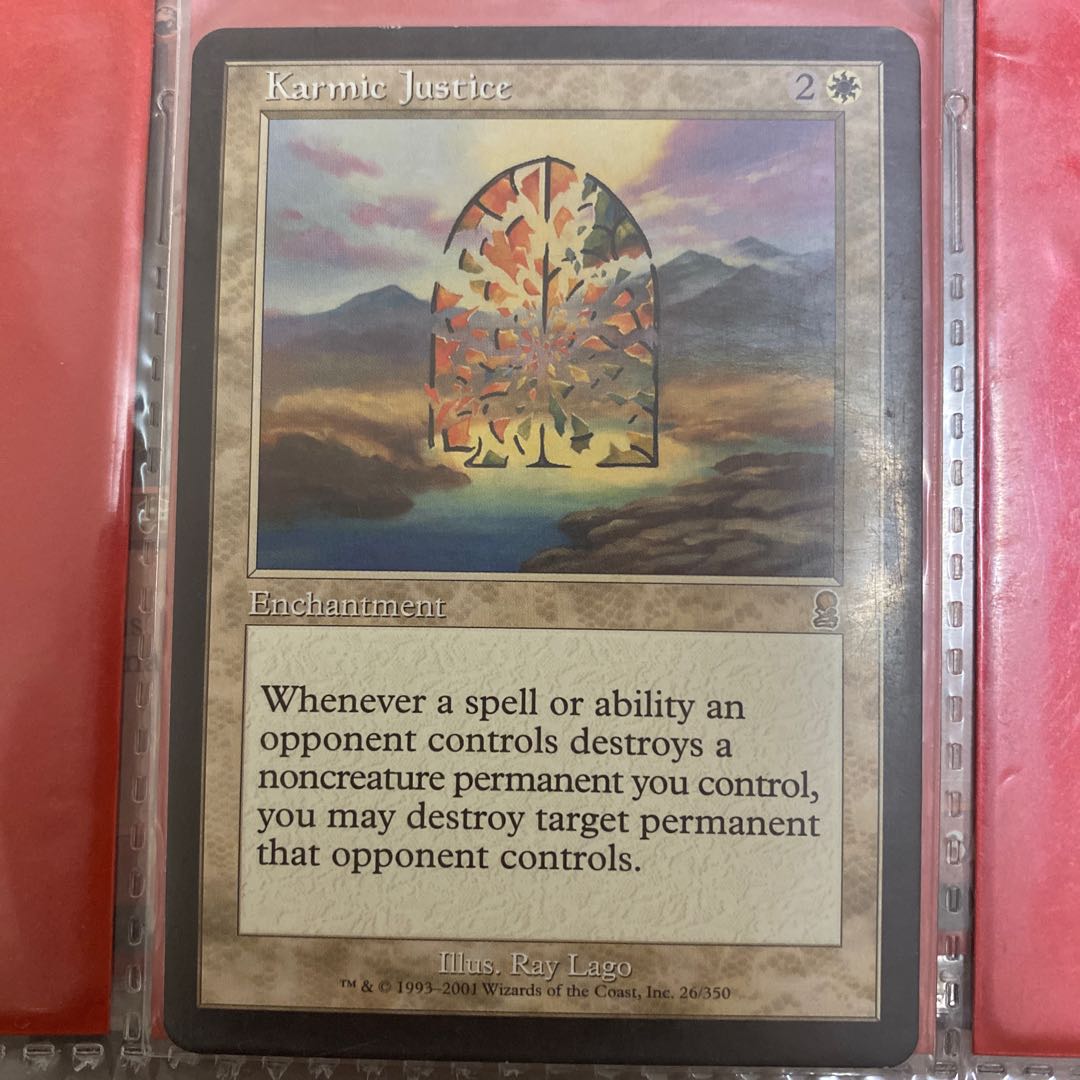 Karmic Justice 2
Enchantment
Whenever a spell or ability an
opponent controls destroys a
noncreature permanent you control,
you may destroy target permanent
that opponent controls.
Illus. Ray Lago
™ & © 1993–2001 Wizards of the Coast, Inc. 26/350